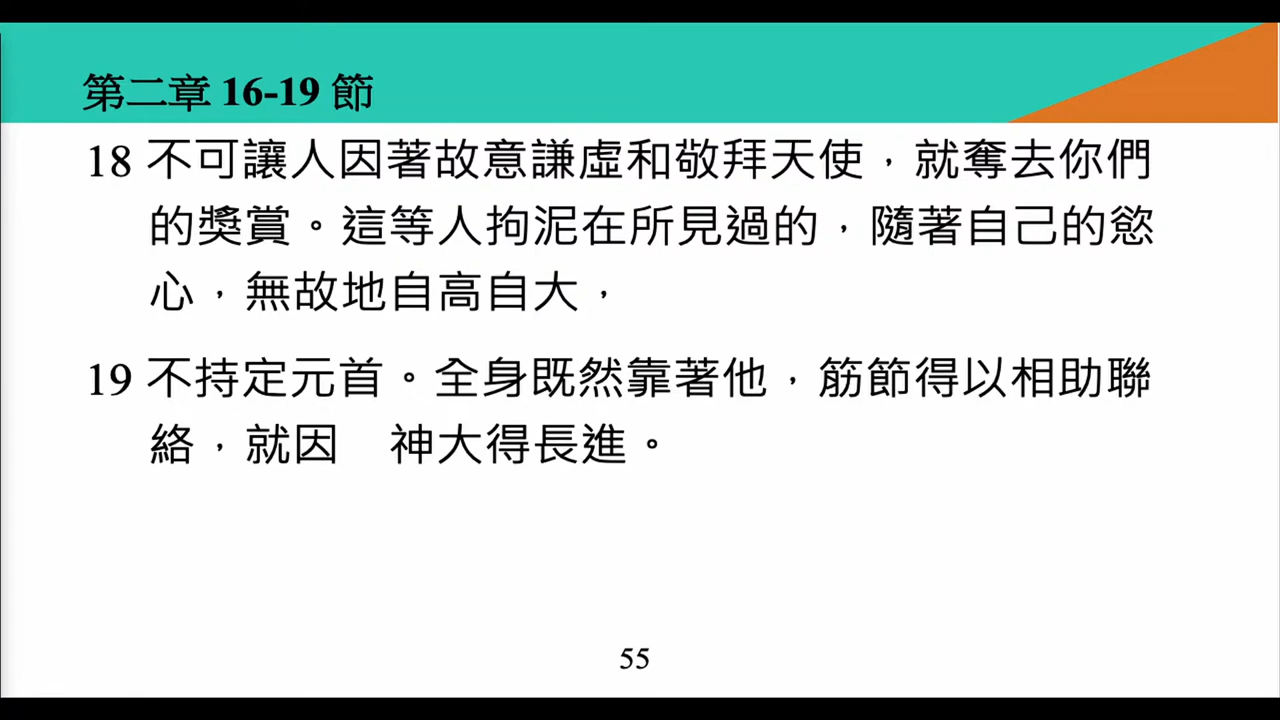 第二章 16-19 節
18 不可讓人因著故意謙虛和敬拜天使，就奪去你們
的獎賞。這等人拘泥在所見過的，隨著自己的慾
心，無故地自高自大，
19 不持定元首。全身既然靠著他，筋節得以相助聯
絡，就因　神大得長進。
55